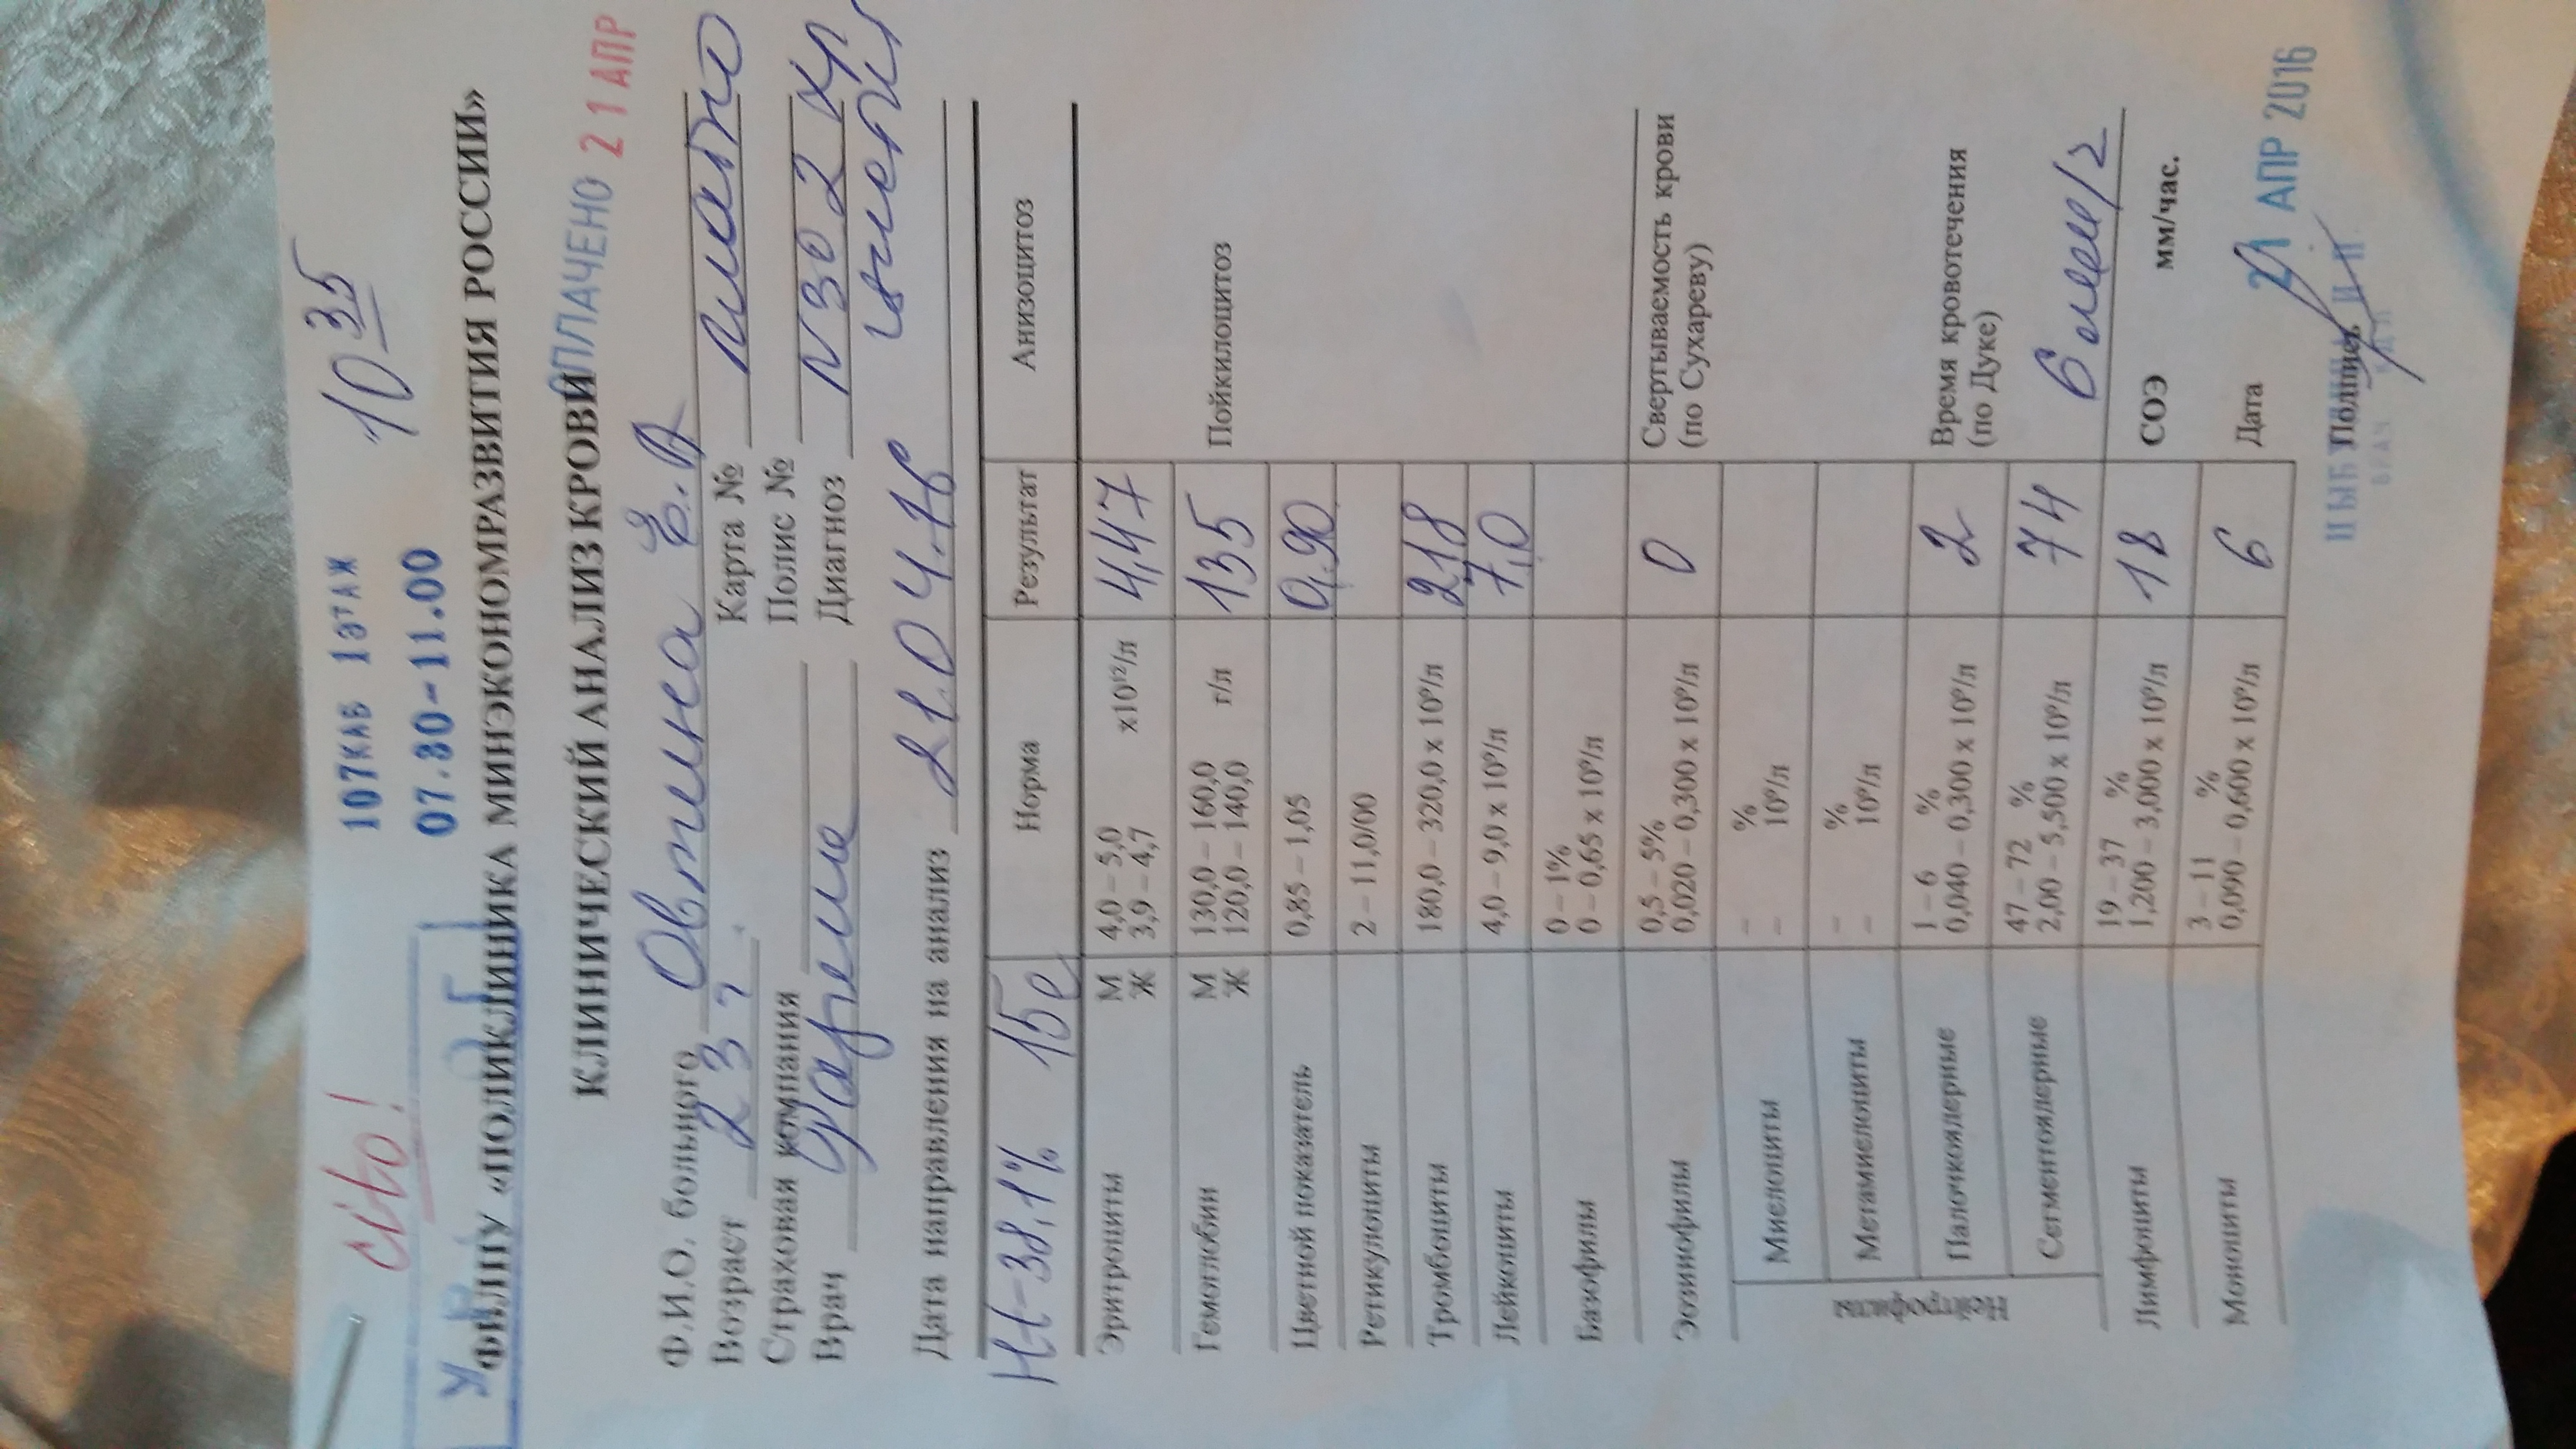 cito!
107КАБ 1этАЖ
10 35
07.30-11.00
ФБЛПУ «ПОЛИКЛИНИКА МИНЭКОНОМРАЗВИТИЯ РОССИИ»
КЛИНИЧЕСКИЙ АНАЛИЗ КРОВИ
ОПЛАЧЕНО 21 АПР
Ф.И.О. больного Овтина Е.А
Возраст 23 г. Карта № платно
Страховая компания Полис №
Врач Диагноз
Дата направления на анализ 21.04.16
Ht-38,1% Норма Результат Анизоцитоз
Эритроциты М 4,0 – 5,0 х10¹²/л 4,47
Ж 3,9 – 4,7
Гемоглобин М 130,0 – 160,0 г/л 135 Пойкилоцитоз
Ж 120,0 – 140,0
Цветной показатель 0,85 – 1,05 0,90
Ретикулоциты 2 – 11,0/00
Тромбоциты 180,0 – 320,0 х 10⁹/л 218
Лейкоциты 4,0 – 9,0 х 10⁹/л 7,0
Базофилы 0 – 1%
0 – 0,65 х 10⁹/л
Эозинофилы 0,5 – 5% 0 Свертываемость крови
0,020 – 0,300 х 10⁹/л (по Сухареву)
Нейтрофилы
Миелоциты – %
– 10⁹/л
Метамиелоциты – %
– 10⁹/л
Палочкоядерные 1 – 6 % 2 Время кровотечения
0,040 – 0,300 х 10⁹/л (по Дуке)
Сегментоядерные 47 – 72 % 74
2,00 – 5,500 х 10⁹/л
6 мм/г
Лимфоциты 19 – 37 % 18 СОЭ мм/час.
1,200 – 3,000 х 10⁹/л
Моноциты 3 – 11 % 6 Дата
0,090 – 0,600 х 10⁹/л
21 АПР 2016
Подпись